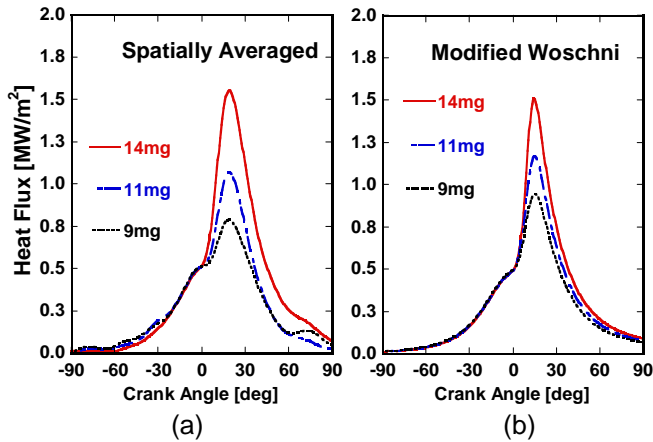 Spatially Averaged
Heat Flux [MW/m²]
2.0
1.8
1.5
1.3
1.0
0.8
0.5
0.3
0.0
14mg
11mg
9mg
-90 -60 -30 0 30 60 90
Crank Angle [deg]
(a)
Modified Woschni
2.0
1.8
1.5
1.3
1.0
0.8
0.5
0.3
0.0
14mg
11mg
9mg
-90 -60 -30 0 30 60 90
Crank Angle [deg]
(b)